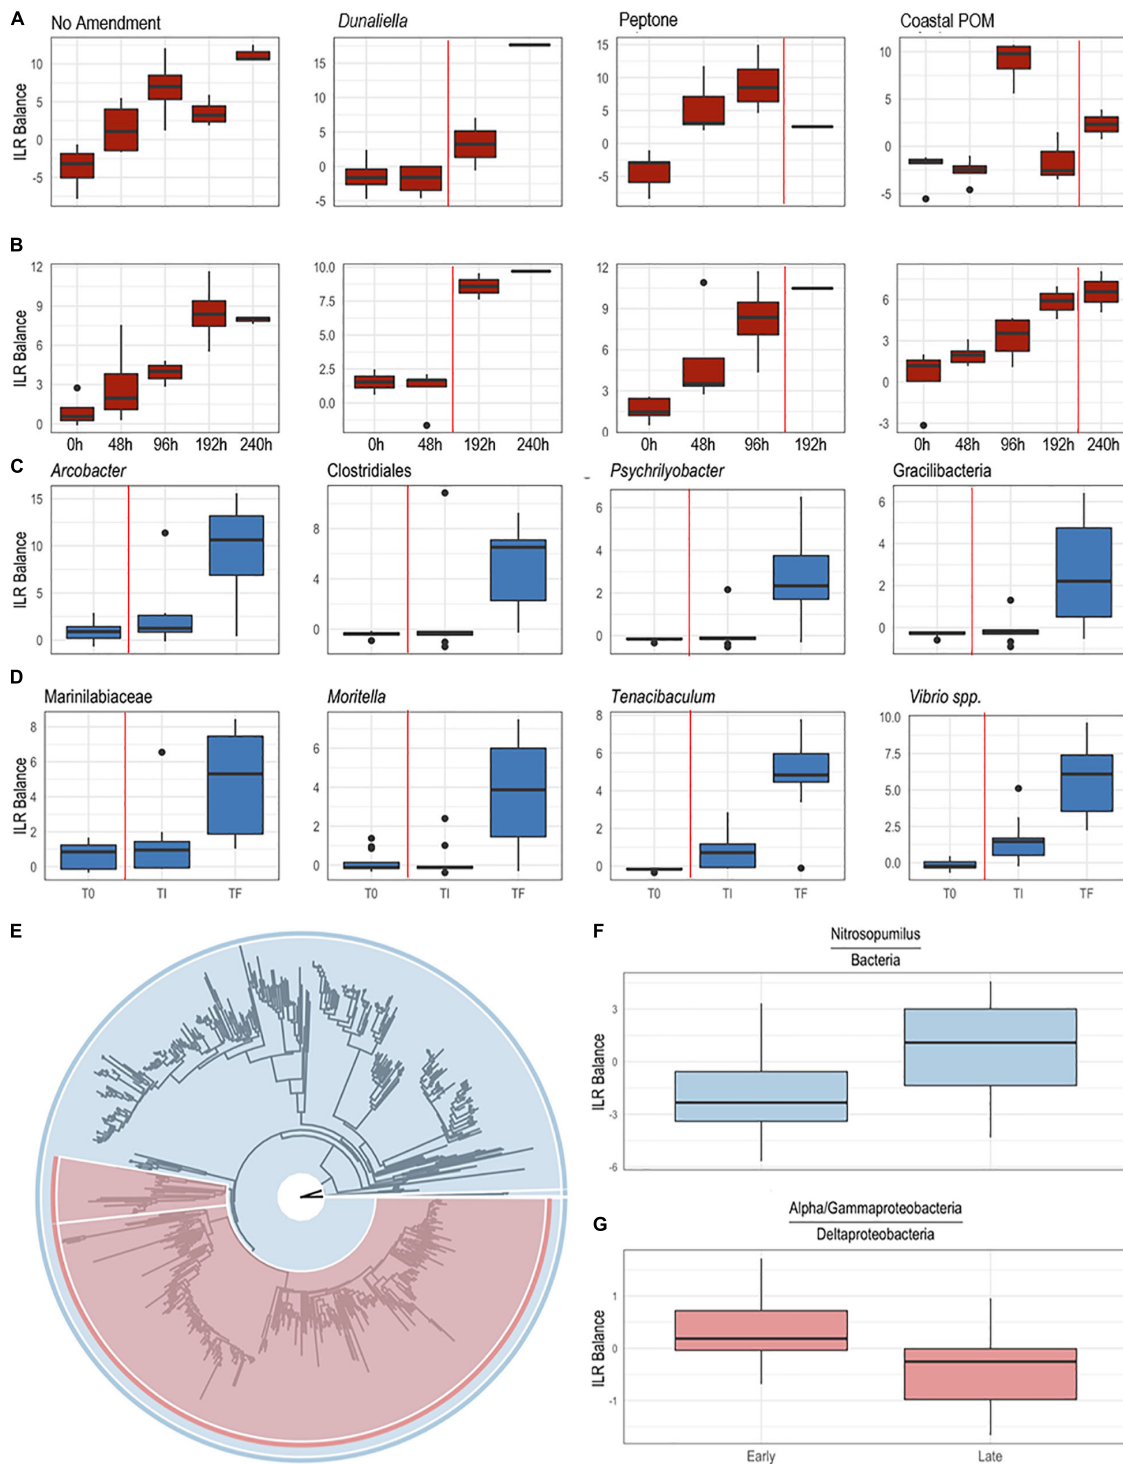 A
No Amendment
Dunaliella
Peptone
Coastal POM
ILR Balance
10
5
0
-5
15
10
5
0
-5
15
10
5
0
-5
10
5
0
-5
B
ILR Balance
12
9
6
3
0
10.0
7.5
5.0
2.5
0.0
12
9
6
3
0
6
3
0
-3
0h 48h 96h 192h 240h
0h 48h 192h 240h
0h 48h 96h 192h
0h 48h 96h 192h 240h
C
Arcobacter
Clostridiales
Psychrilyobacter
Gracilibacteria
ILR Balance
15
10
5
0
8
4
0
6
4
2
0
6
4
2
0
D
Marinilabiaceae
Moritella
Tenacibaculum
Vibrio spp.
ILR Balance
8
6
4
2
0
6
4
2
0
8
6
4
2
0
10.0
7.5
5.0
2.5
0.0
T0 TI TF
T0 TI TF
T0 TI TF
T0 TI TF
E
F
Nitrosopumilus
Bacteria
ILR Balance
3
0
-3
-6
G
Alpha/Gammaproteobacteria
Deltaproteobacteria
ILR Balance
1
0
-1
Early Late